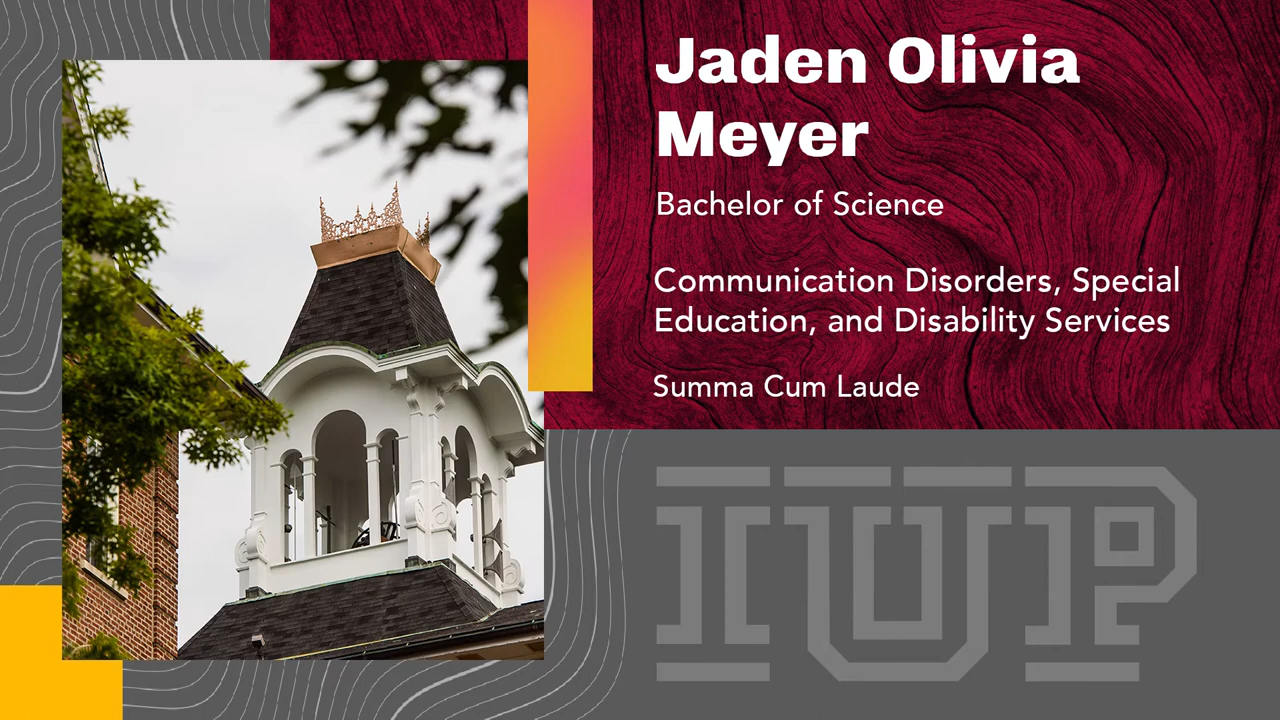 Jaden Olivia
Meyer
Bachelor of Science
Communication Disorders, Special
Education, and Disability Services
Summa Cum Laude
IUP